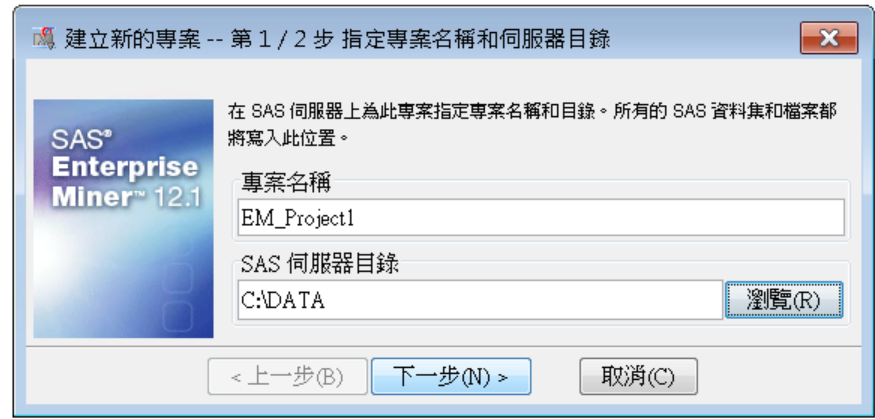 建立新的專案 -- 第 1 / 2 步 指定專案名稱和伺服器目錄
在 SAS 伺服器上為此專案指定專案名稱和目錄。所有的 SAS 資料集和檔案都
將寫入此位置。
SAS®
Enterprise
Miner™ 12.1
專案名稱
EM_Project1
SAS 伺服器目錄
C:\DATA
瀏覽(R)
< 上一步(B)
下一步(N) >
取消(C)